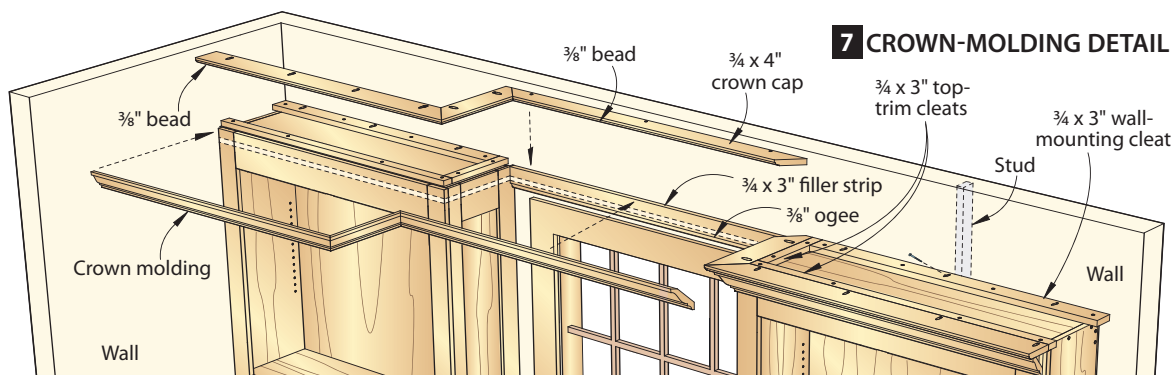 7 CROWN-MOLDING DETAIL
⅜" bead
¾ x 4"
crown cap
¾ x 3" top-
trim cleats
¾ x 3" wall-
mounting cleat
⅜" bead
Stud
¾ x 3" filler strip
⅜" ogee
Crown molding
Wall
Wall